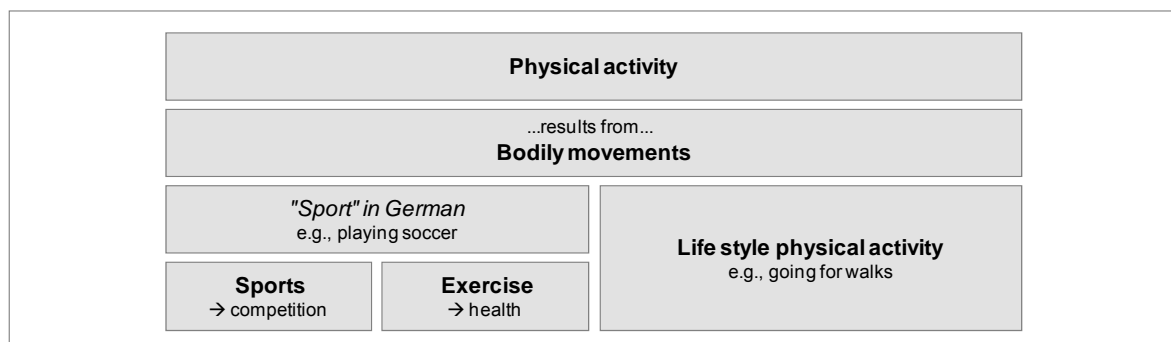 Physical activity
...results from...
Bodily movements
"Sport" in German
e.g., playing soccer
Life style physical activity
e.g., going for walks
Sports
→ competition
Exercise
→ health